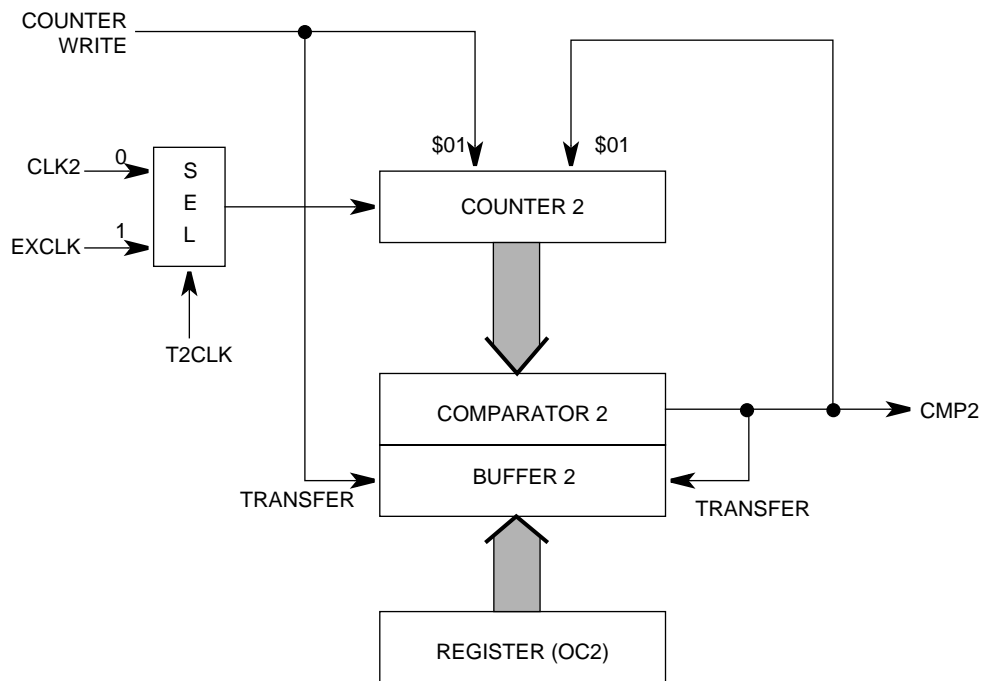 COUNTER
WRITE
$01
$01
CLK2
0
EXCLK
1
S
E
L
T2CLK
COUNTER 2
COMPARATOR 2
CMP2
BUFFER 2
TRANSFER
TRANSFER
REGISTER (OC2)